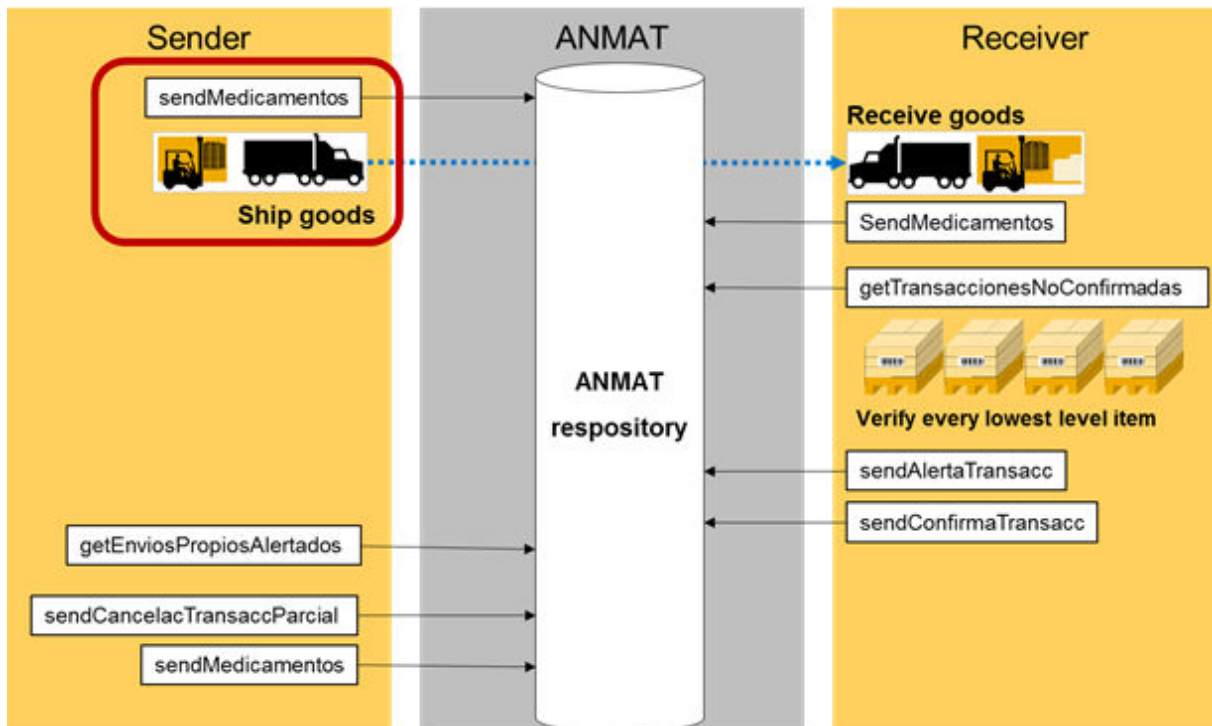 Sender
ANMAT
Receiver
sendMedicamentos
Receive goods
Ship goods
SendMedicamentos
getTransaccionesNoConfirmadas
ANMAT
respository
Verify every lowest level item
sendAlertaTransacc
sendConfirmaTransacc
getEnviosPropiosAlertados
sendCancelacTransaccParcial
sendMedicamentos